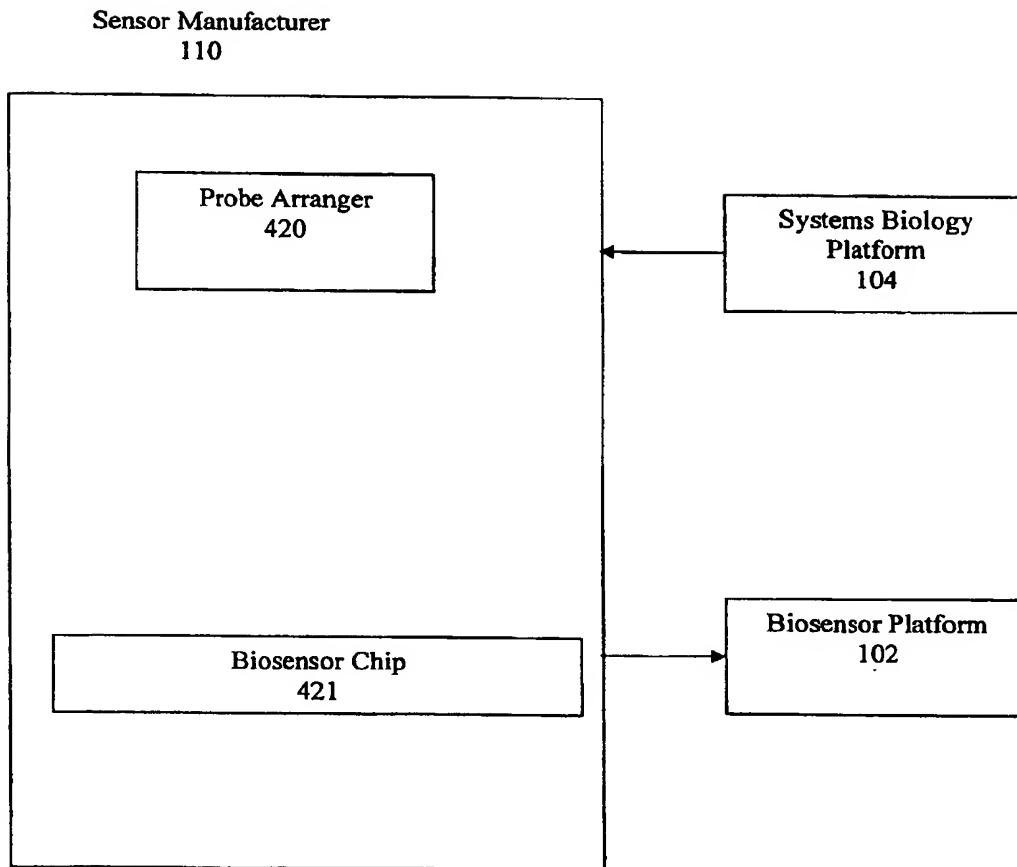 Sensor Manufacturer
110
Probe Arranger
420
Systems Biology
Platform
104
Biosensor Platform
102
Biosensor Chip
421